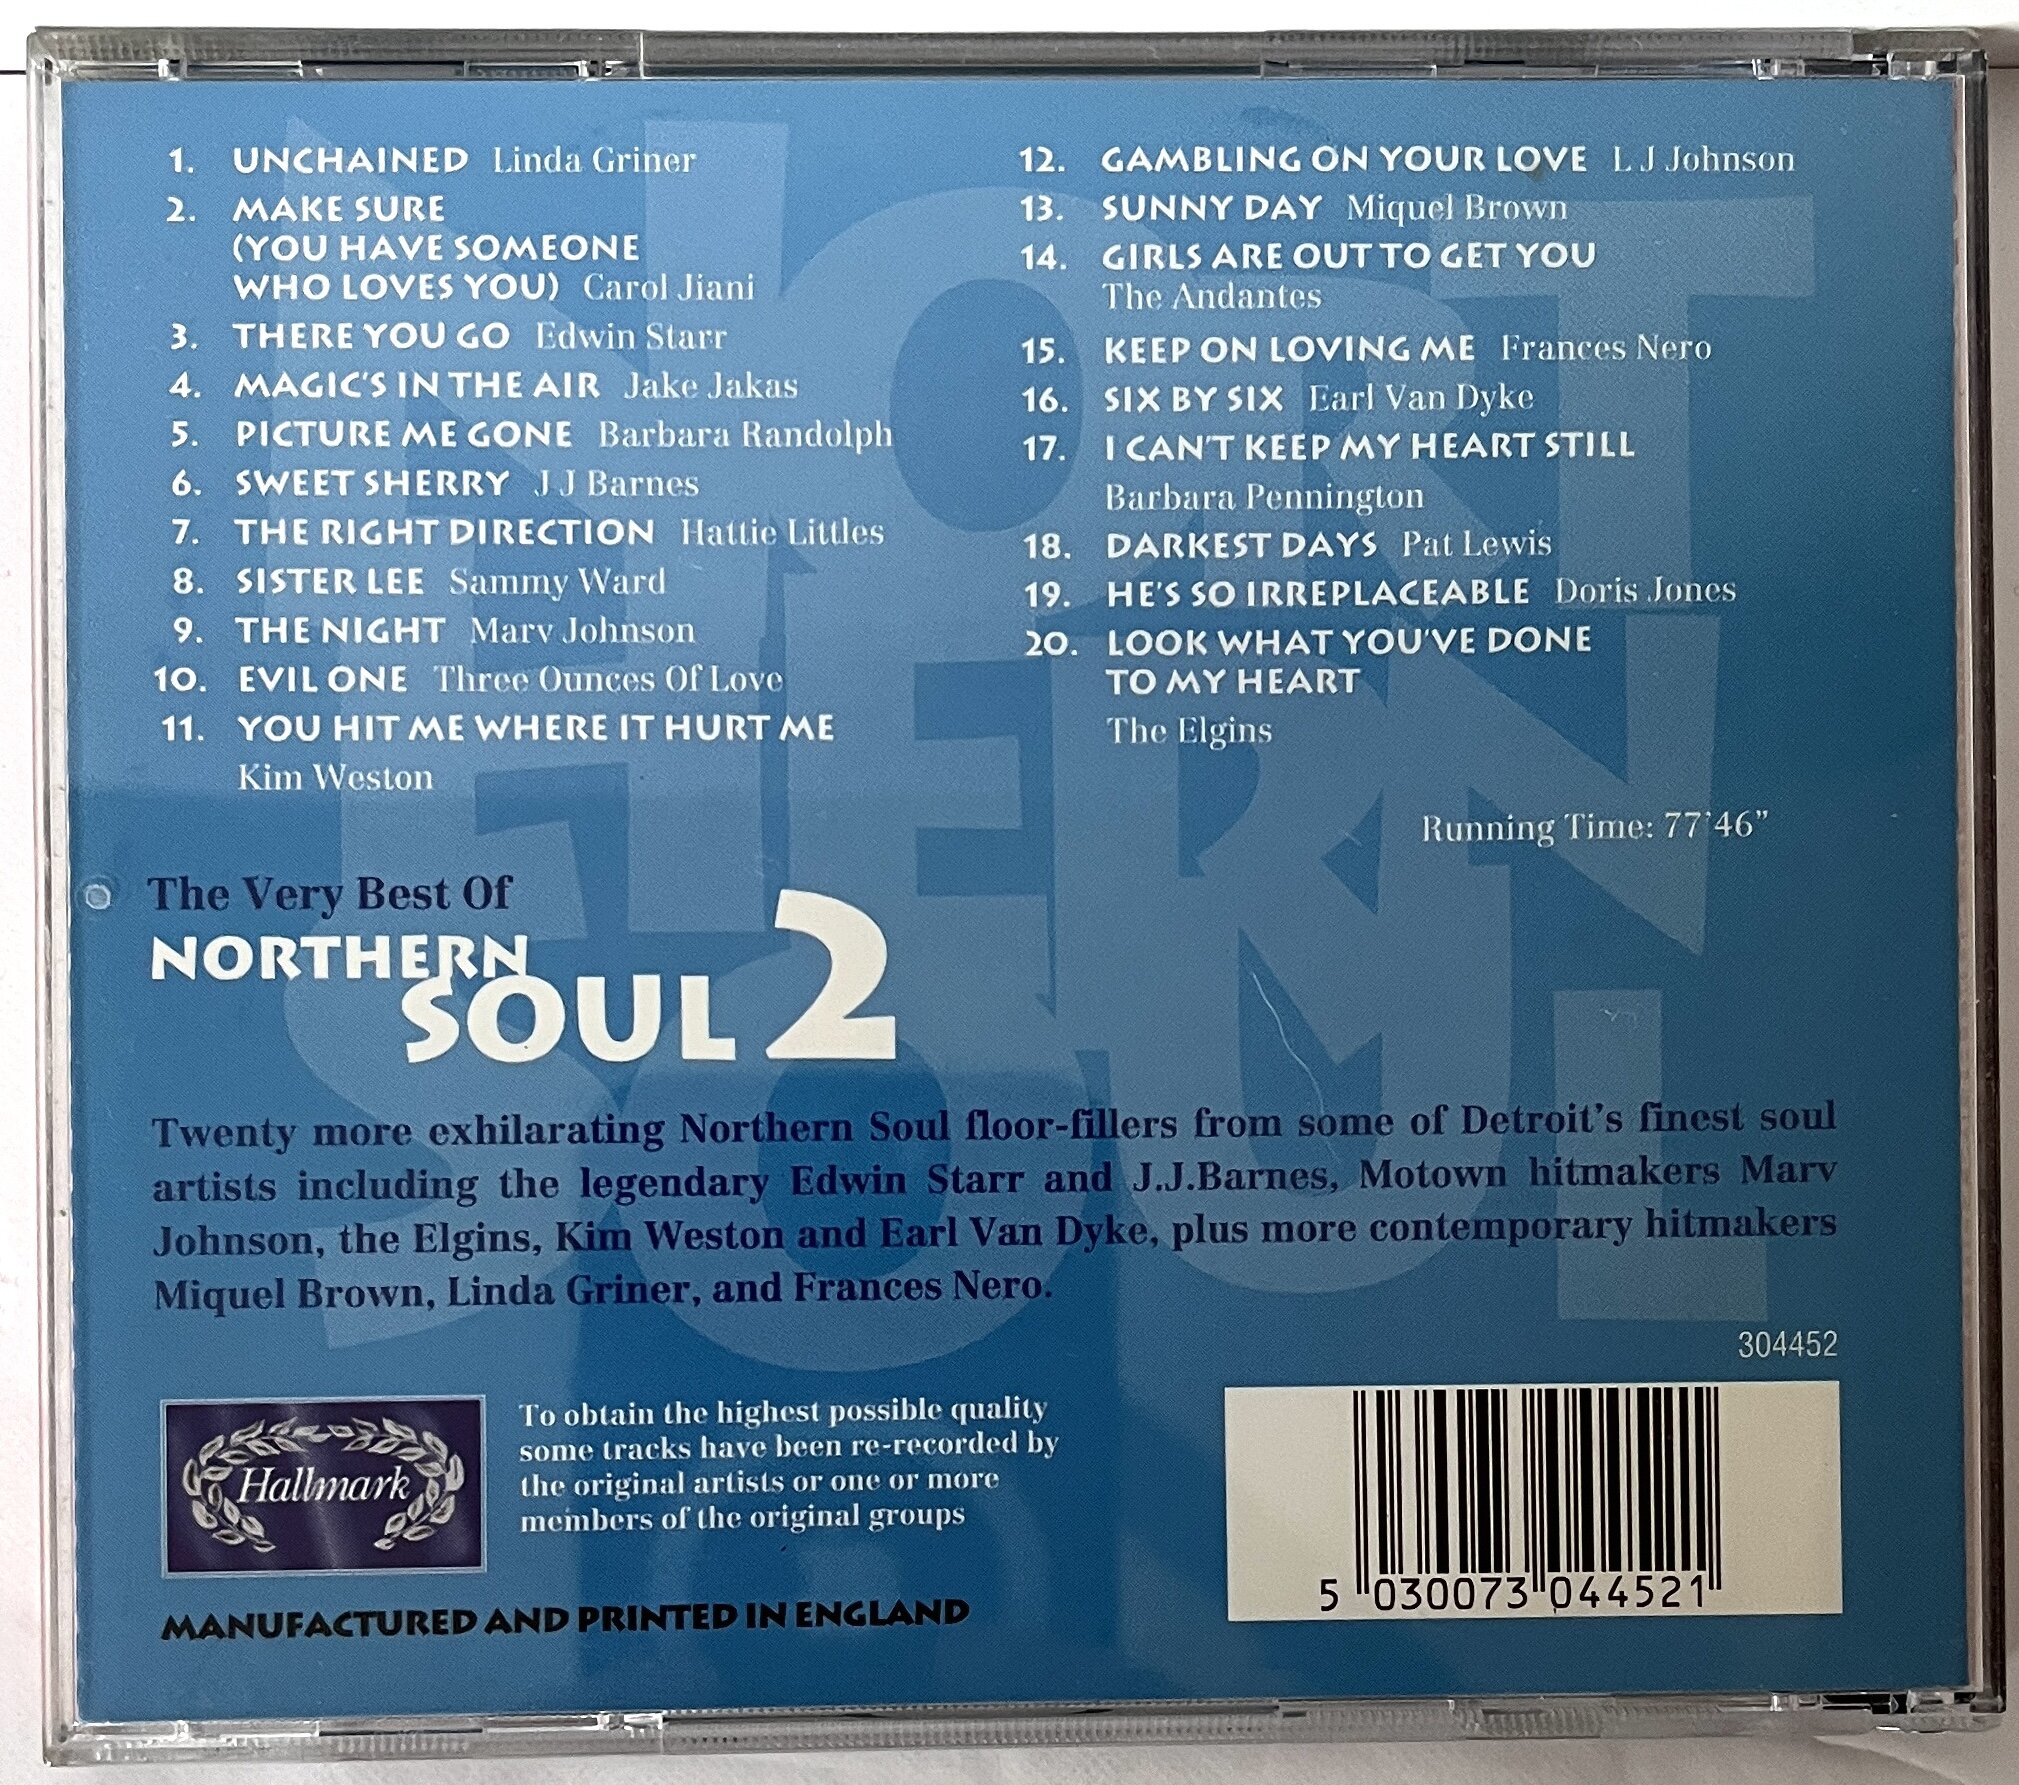 1. UNCHAINED Linda Griner
2. MAKE SURE
(YOU HAVE SOMEONE
WHO LOVES YOU) Carol Jiani
3. THERE YOU GO Edwin Starr
4. MAGIC'S IN THE AIR Jake Jakas
5. PICTURE ME GONE Barbara Randolph
6. SWEET SHERRY J J Barnes
7. THE RIGHT DIRECTION Hattie Littles
8. SISTER LEE Sammy Ward
9. THE NIGHT Marv Johnson
10. EVIL ONE Three Ounces Of Love
11. YOU HIT ME WHERE IT HURT ME
Kim Weston
12. GAMBLING ON YOUR LOVE L J Johnson
13. SUNNY DAY Miquel Brown
14. GIRLS ARE OUT TO GET YOU
The Andantes
15. KEEP ON LOVING ME Frances Nero
16. SIX BY SIX Earl Van Dyke
17. I CAN'T KEEP MY HEART STILL
Barbara Pennington
18. DARKEST DAYS Pat Lewis
19. HE'S SO IRREPLACEABLE Doris Jones
20. LOOK WHAT YOU'VE DONE
TO MY HEART
The Elgins
Running Time: 77'46"
NORT
HERN
SOUL
The Very Best Of
NORTHERN
SOUL 2
Twenty more exhilarating Northern Soul floor-fillers from some of Detroit's finest soul
artists including the legendary Edwin Starr and J.J.Barnes, Motown hitmakers Marv
Johnson, the Elgins, Kim Weston and Earl Van Dyke, plus more contemporary hitmakers
Miquel Brown, Linda Griner, and Frances Nero.
304452
Hallmark
To obtain the highest possible quality
some tracks have been re-recorded by
the original artists or one or more
members of the original groups
MANUFACTURED AND PRINTED IN ENGLAND
5 030073 044521